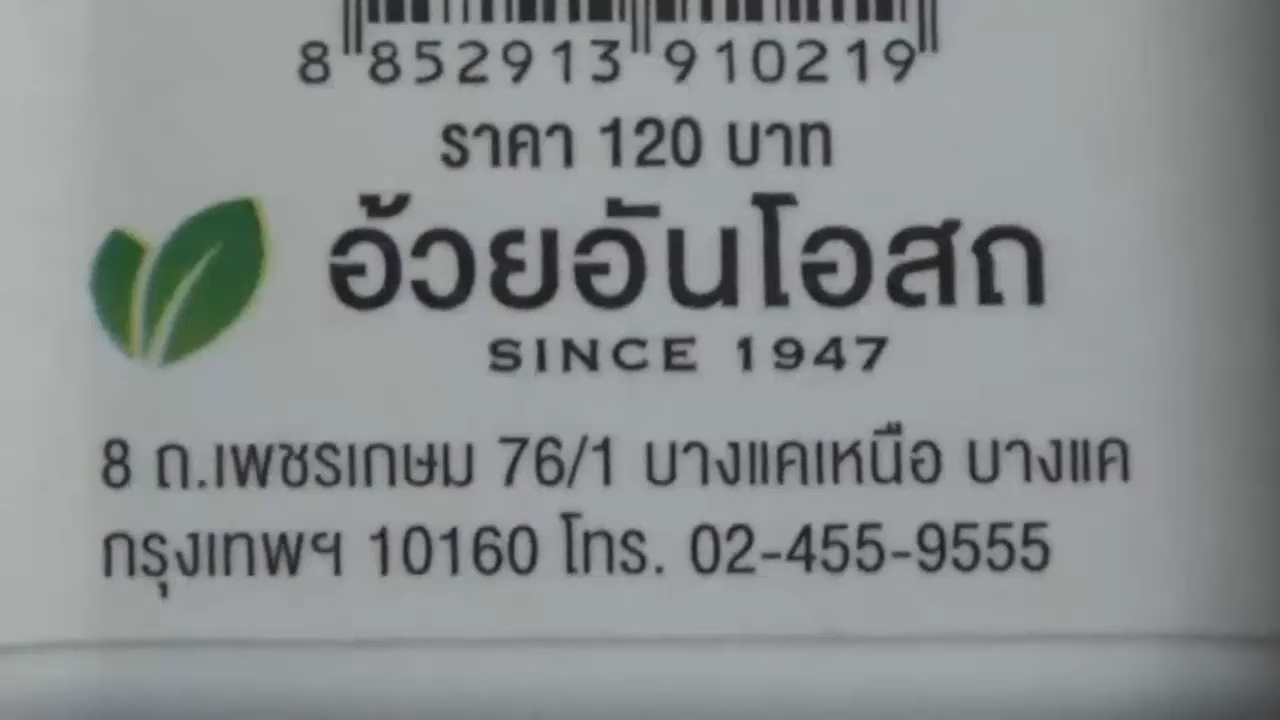 8 852913 910219
ราคา 120 บาท
อ้วยอันโอสถ
SINCE 1947
8 ถ.เพชรเกษม 76/1 บางแคเหนือ บางแค
กรุงเทพฯ 10160 โทร. 02-455-9555